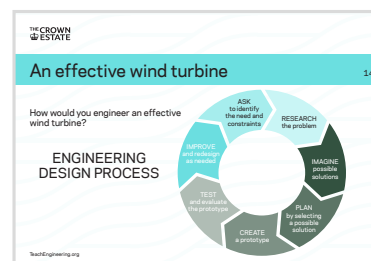 THE CROWN
ESTATE
An effective wind turbine
14
How would you engineer an effective
wind turbine?
ENGINEERING
DESIGN PROCESS
ASK
to identify
the need and
constraints
RESEARCH
the problem
IMAGINE
possible
solutions
PLAN
by selecting
a possible
solution
CREATE
a prototype
TEST
and evaluate
the prototype
IMPROVE
and redesign
as needed
TeachEngineering.org